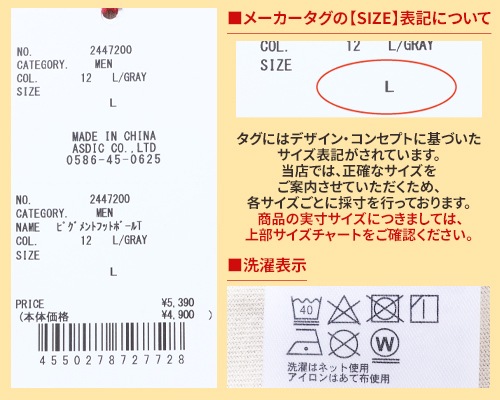 NO. 2447200
CATEGORY. MEN
COL. 12 L/GRAY
SIZE
L
MADE IN CHINA
ASDIC CO.,LTD
0586-45-0625
NO. 2447200
CATEGORY. MEN
NAME ピグメントフットボールT
COL. 12 L/GRAY
SIZE
L
PRICE ¥5,390
(本体価格 ¥4,900 )
4550278727728
■メーカータグの【SIZE】表記について
COL. 12 L/GRAY
SIZE
L
タグにはデザイン・コンセプトに基づいた
サイズ表記がされています。
当店では、正確なサイズを
ご案内させていただくため、
各サイズごとに採寸を行っております。
商品の実寸サイズにつきましては、
上部サイズチャートをご確認ください。
■洗濯表示
40
W
洗濯はネット使用
アイロンはあて布使用